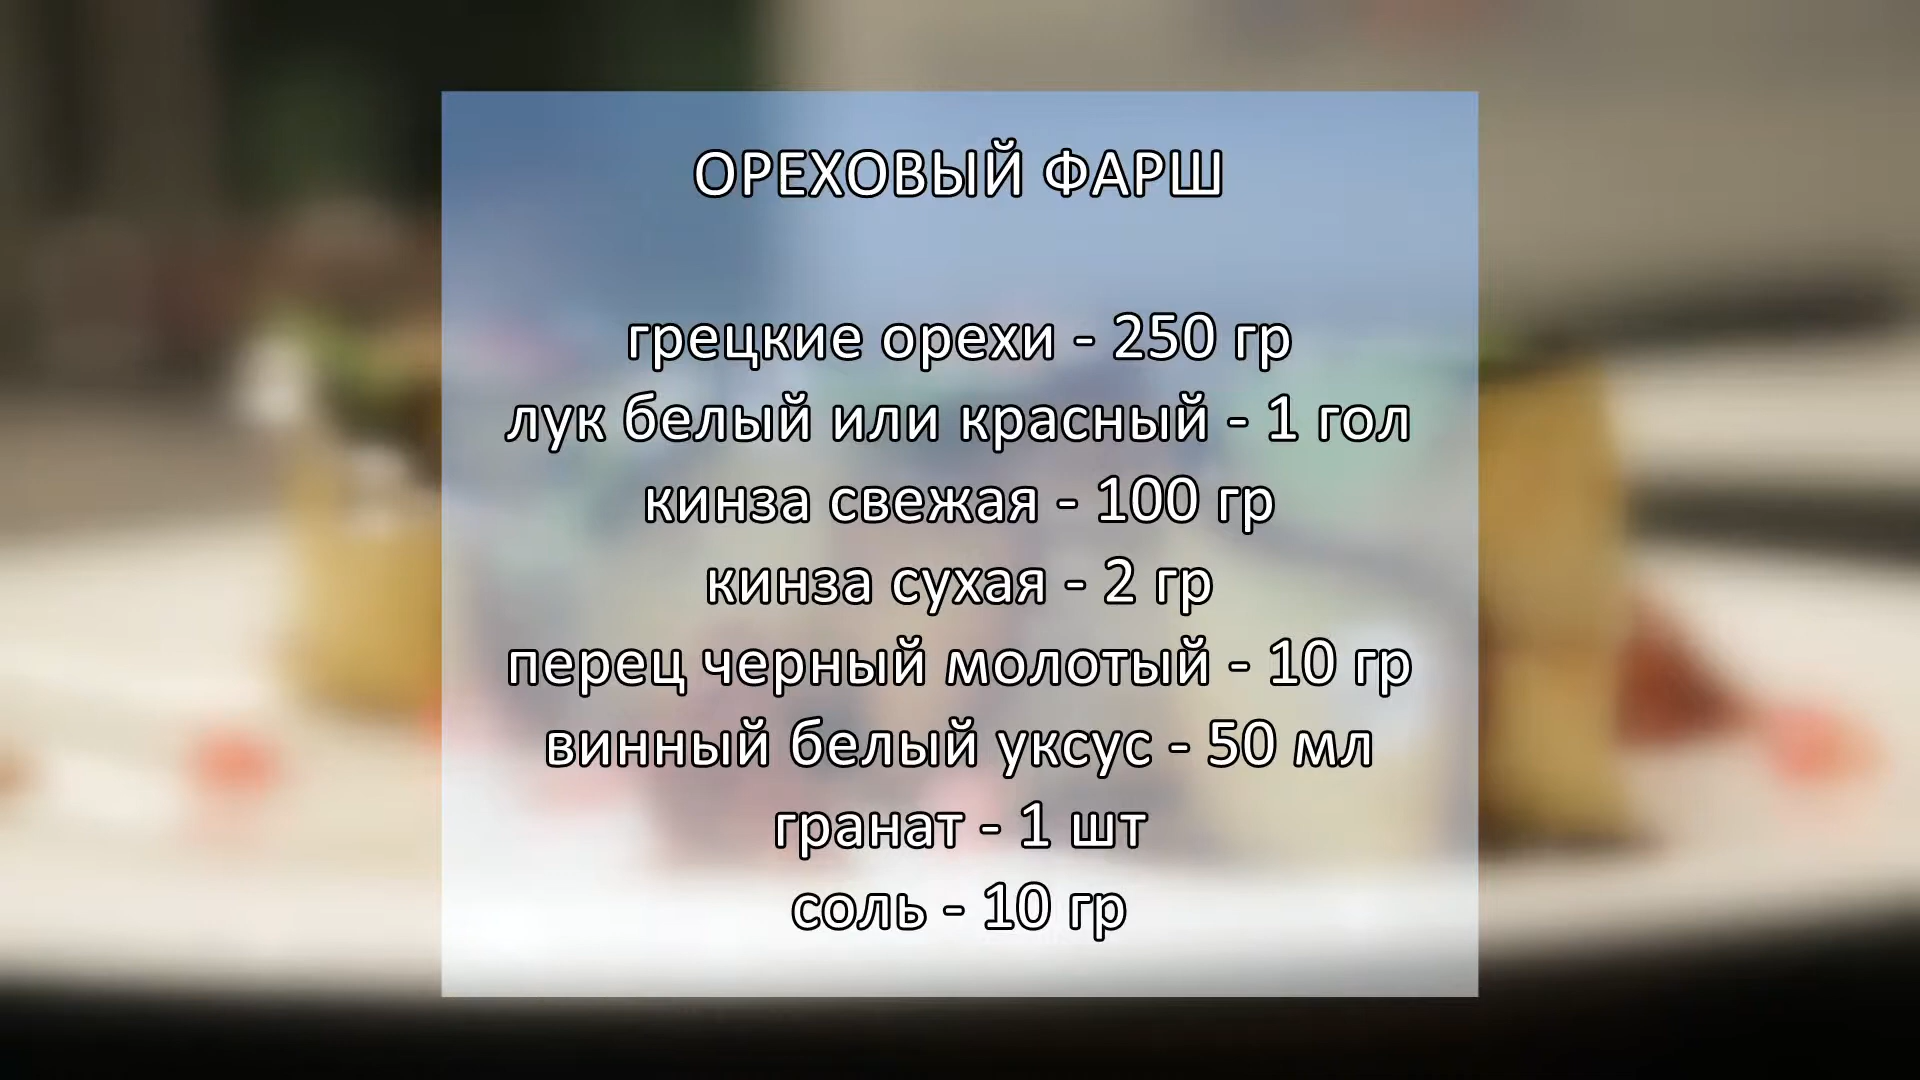 ОРЕХОВЫЙ ФАРШ
грецкие орехи - 250 гр
лук белый или красный - 1 гол
кинза свежая - 100 гр
кинза сухая - 2 гр
перец черный молотый - 10 гр
винный белый уксус - 50 мл
гранат - 1 шт
соль - 10 гр